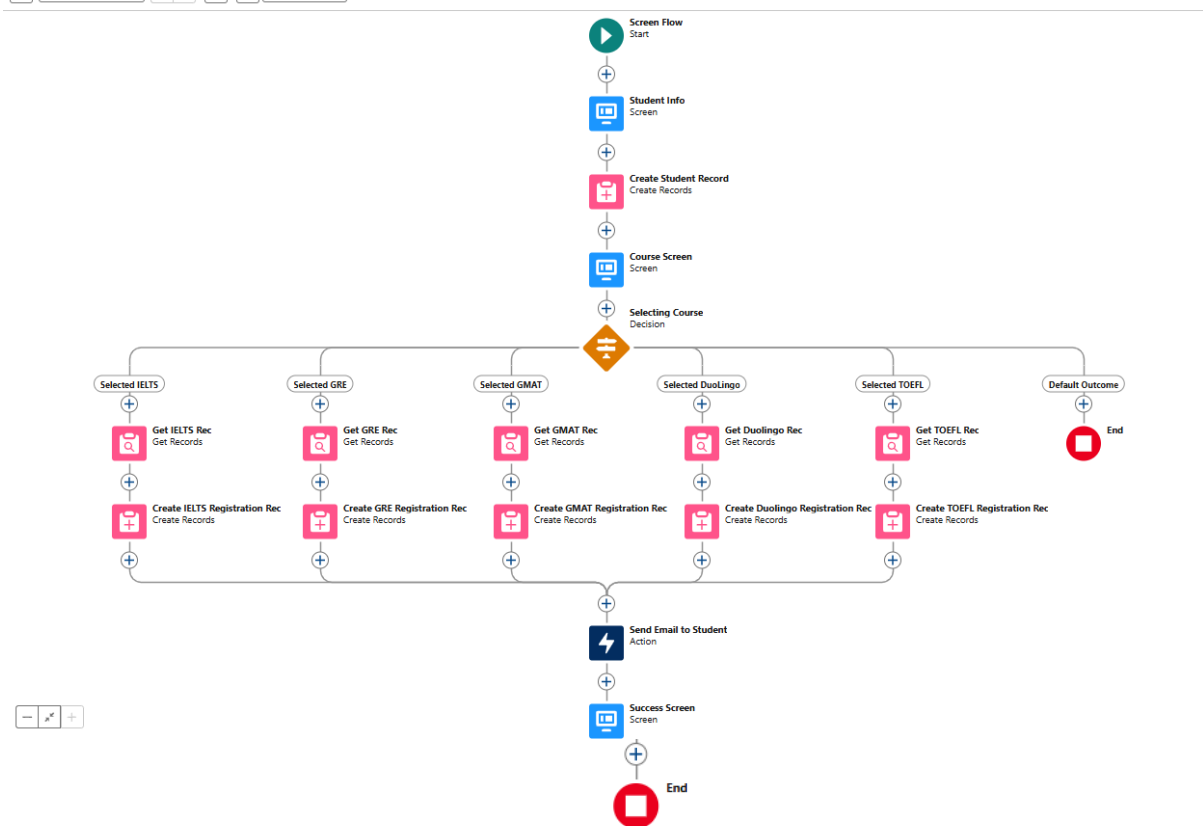 Screen Flow
Start
Student Info
Screen
Create Student Record
Create Records
Course Screen
Screen
Selecting Course
Decision
Selected IELTS
Selected GRE
Selected GMAT
Selected DuoLingo
Selected TOEFL
Default Outcome
Get IELTS Rec
Get Records
Get GRE Rec
Get Records
Get GMAT Rec
Get Records
Get Duolingo Rec
Get Records
Get TOEFL Rec
Get Records
End
Create IELTS Registration Rec
Create Records
Create GRE Registration Rec
Create Records
Create GMAT Registration Rec
Create Records
Create Duolingo Registration Rec
Create Records
Create TOEFL Registration Rec
Create Records
Send Email to Student
Action
Success Screen
Screen
End